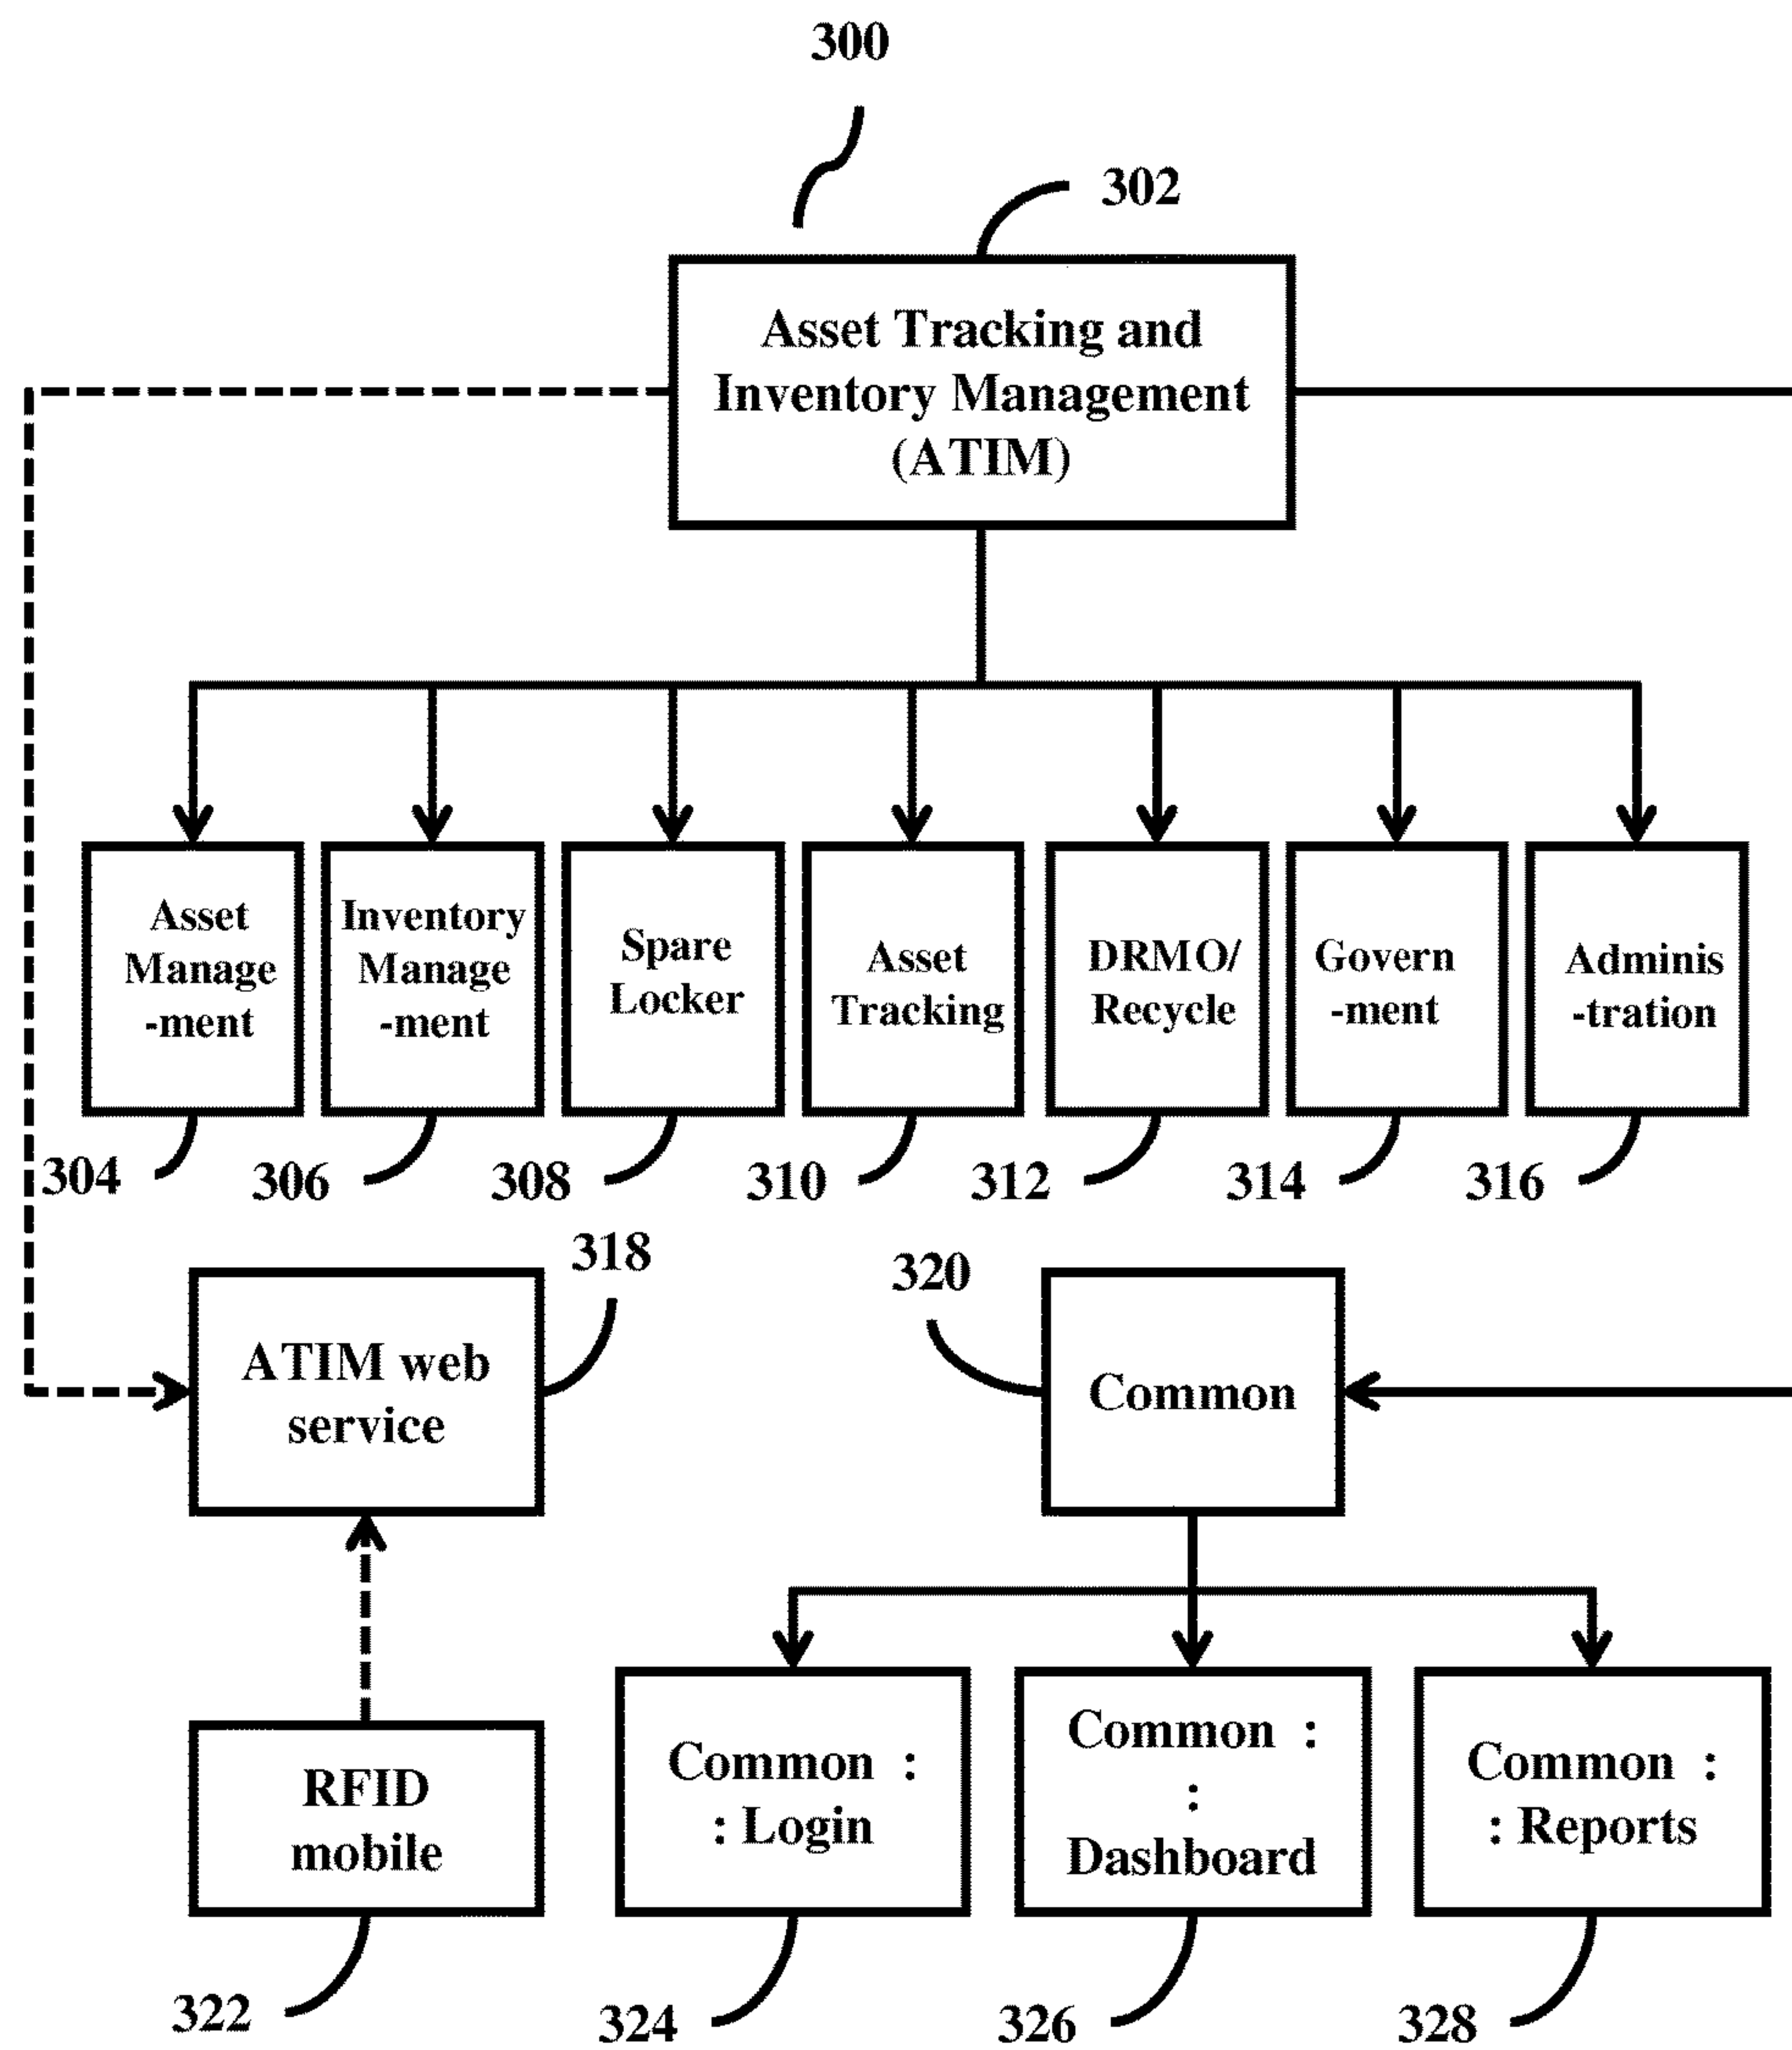 300
302
Asset Tracking and
Inventory Management
(ATIM)
Asset
Manage
-ment
Inventory
Manage
-ment
Spare
Locker
Asset
Tracking
DRMO/
Recycle
Govern
-ment
Adminis
-tration
304
306
308
310
312
314
316
318
320
ATIM web
service
Common
RFID
mobile
Common :
: Login
Common :
:
Dashboard
Common :
: Reports
322
324
326
328